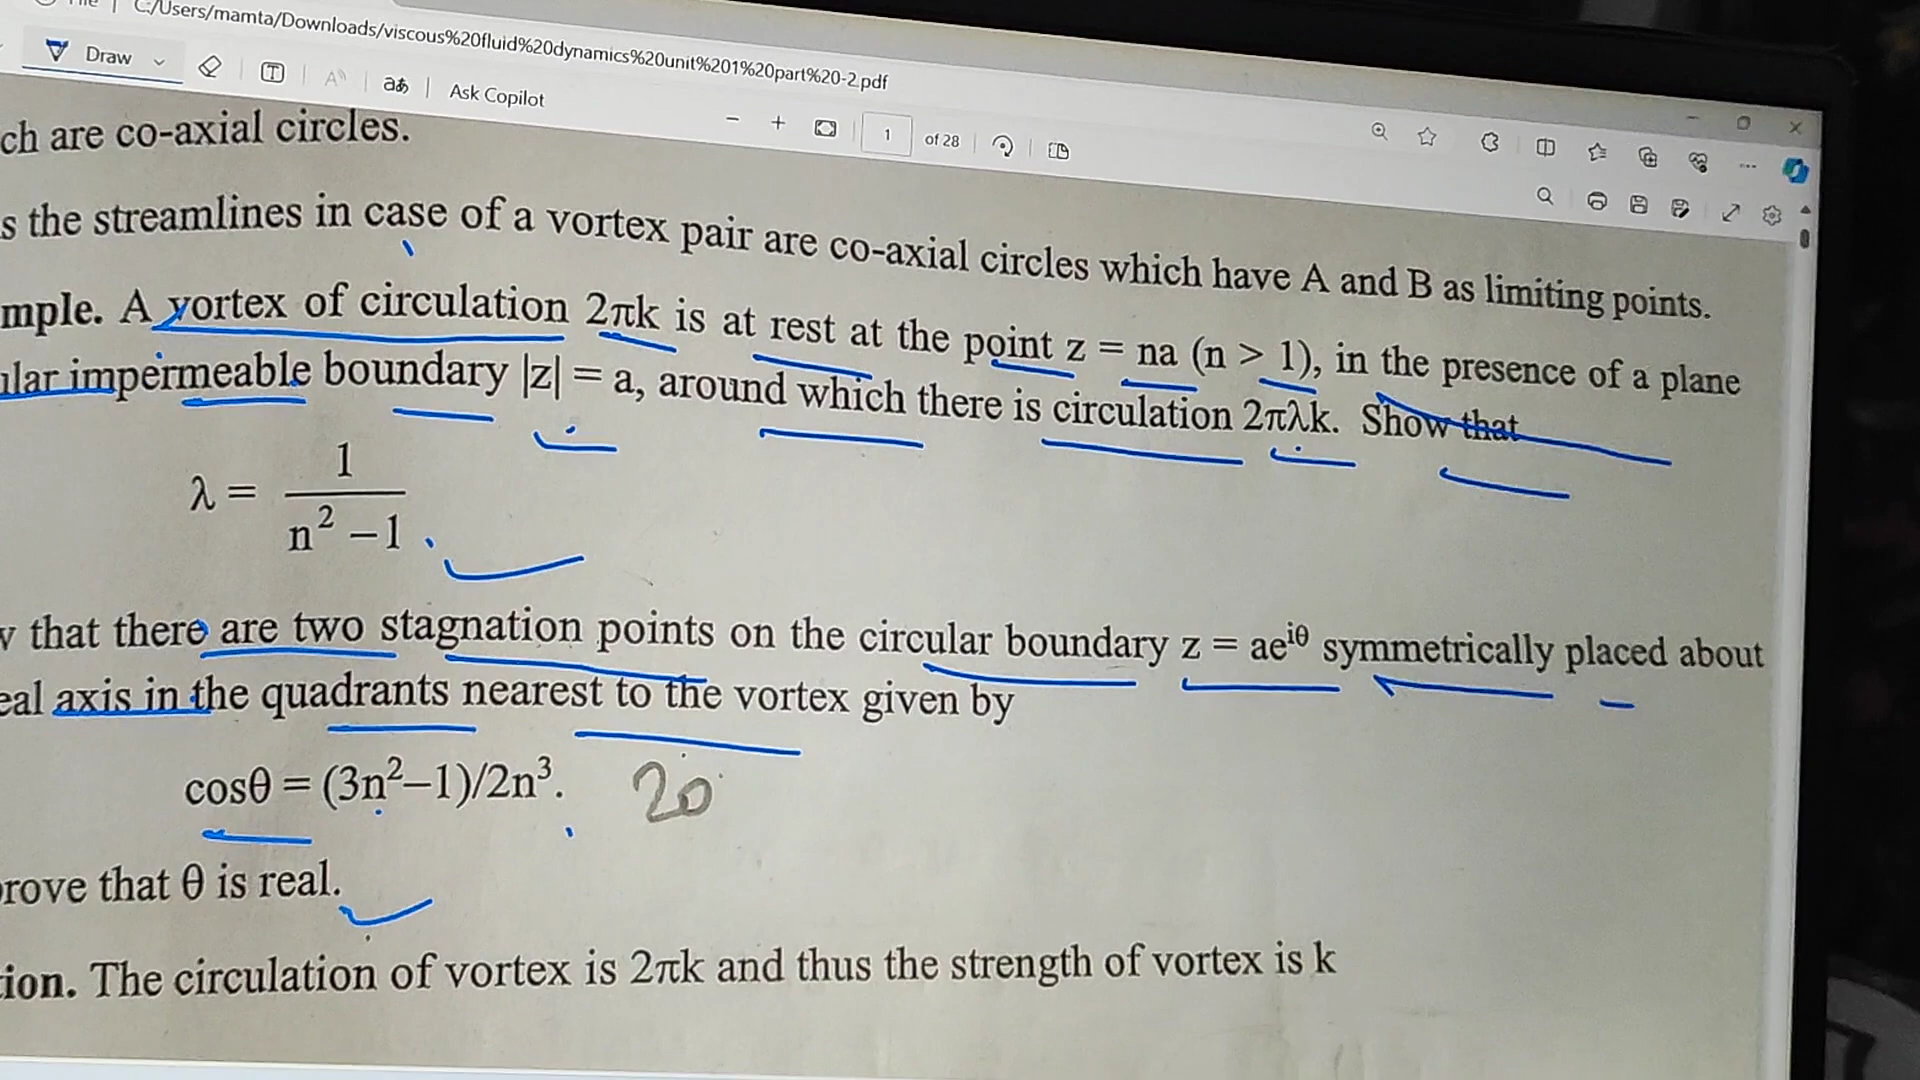 C:/Users/mamta/Downloads/viscous%20fluid%20dynamics%20unit%201%20part%20-2.pdf
Draw
T
aあ
Ask Copilot
1 of 28
ch are co-axial circles.
s the streamlines in case of a vortex pair are co-axial circles which have A and B as limiting points.
mple. A vortex of circulation 2πk is at rest at the point z = na (n > 1), in the presence of a plane
ular impermeable boundary |z| = a, around which there is circulation 2πλk. Show that
λ = 1
n² −1
v that there are two stagnation points on the circular boundary z = aeⁱᶿ symmetrically placed about
eal axis in the quadrants nearest to the vortex given by
cosθ = (3n²–1)/2n³. 20
rove that θ is real.
tion. The circulation of vortex is 2πk and thus the strength of vortex is k